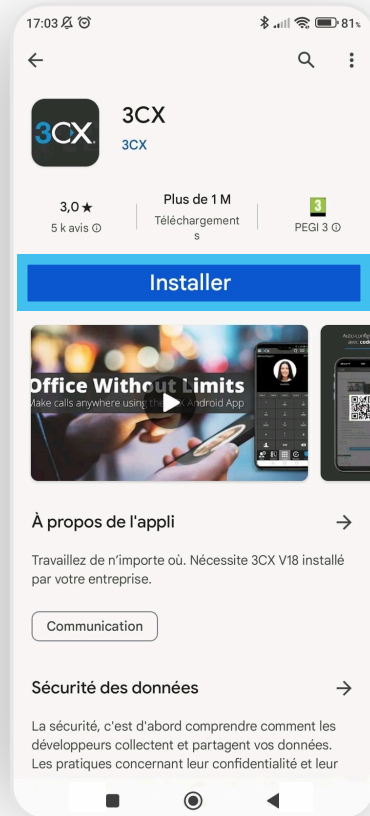 17:03 81%
3CX
3CX
3CX
3,0 ★
5 k avis
Plus de 1 M
Téléchargement
s
3
PEGI 3
Installer
Office Without Limits
Make calls anywhere using the 3CX Android App
avec code
À propos de l'appli
Travaillez de n'importe où. Nécessite 3CX V18 installé
par votre entreprise.
Communication
Sécurité des données
La sécurité, c'est d'abord comprendre comment les
développeurs collectent et partagent vos données.
Les pratiques concernant leur confidentialité et leur